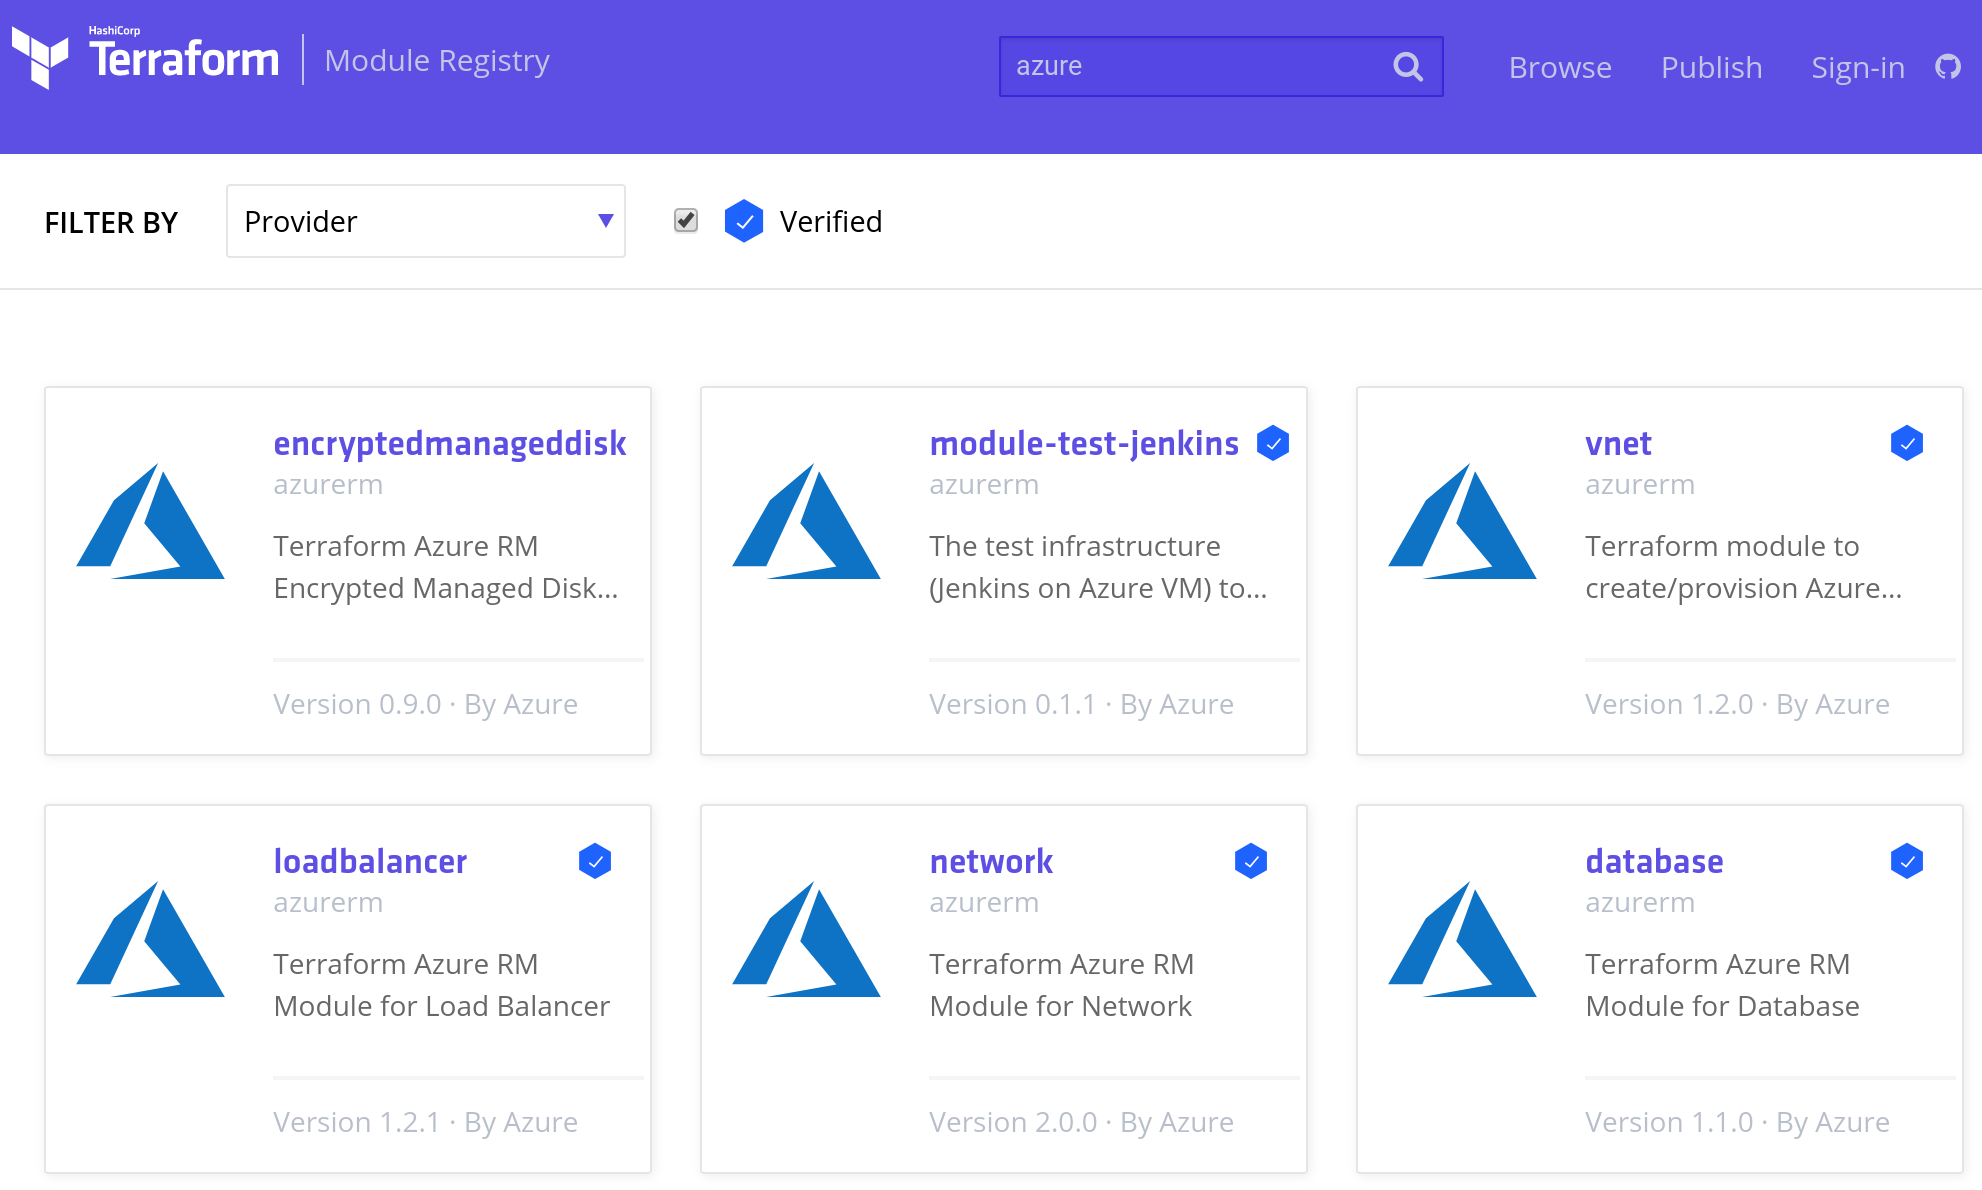 HashiCorp
Terraform
Module Registry
azure
Browse
Publish
Sign-in
FILTER BY
Provider
Verified
encryptedmanageddisk
azurerm
Terraform Azure RM
Encrypted Managed Disk...
Version 0.9.0 · By Azure
module-test-jenkins
azurerm
The test infrastructure
(Jenkins on Azure VM) to...
Version 0.1.1 · By Azure
vnet
azurerm
Terraform module to
create/provision Azure...
Version 1.2.0 · By Azure
loadbalancer
azurerm
Terraform Azure RM
Module for Load Balancer
Version 1.2.1 · By Azure
network
azurerm
Terraform Azure RM
Module for Network
Version 2.0.0 · By Azure
database
azurerm
Terraform Azure RM
Module for Database
Version 1.1.0 · By Azure